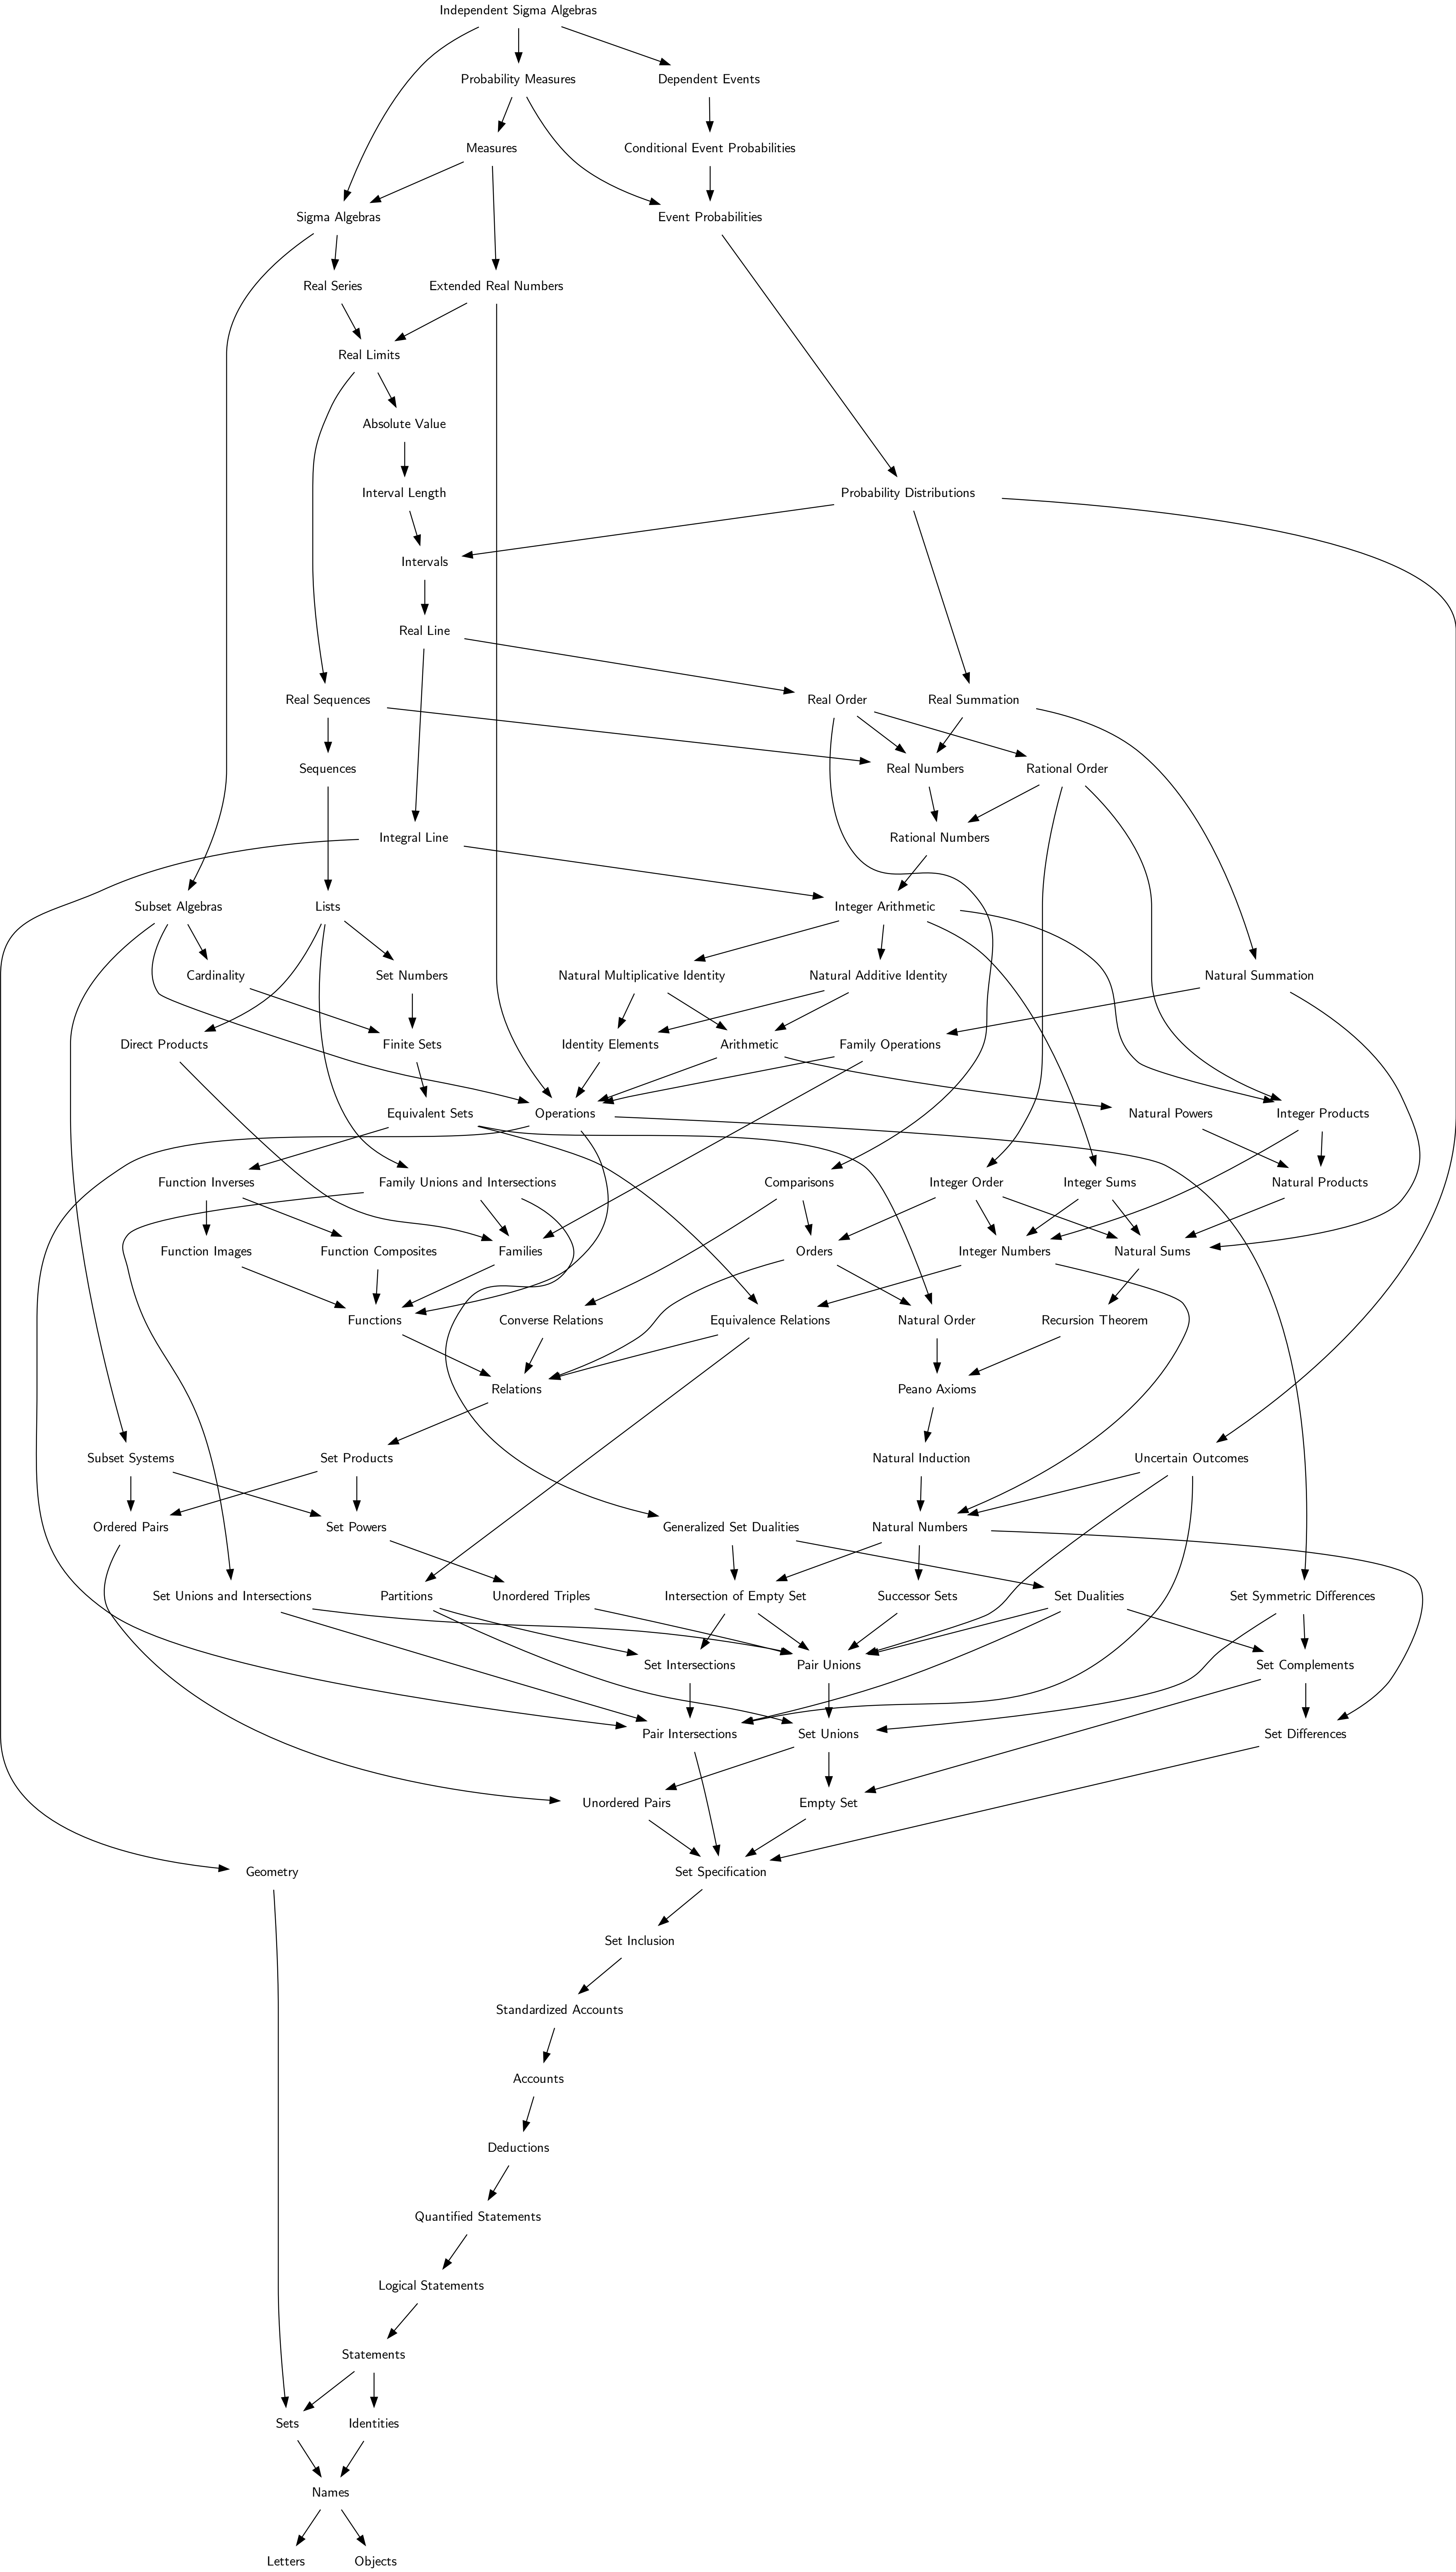 Independent Sigma Algebras
Probability Measures
Dependent Events
Measures
Conditional Event Probabilities
Sigma Algebras
Event Probabilities
Real Series
Extended Real Numbers
Real Limits
Absolute Value
Interval Length
Probability Distributions
Intervals
Real Line
Real Sequences
Real Order
Real Summation
Sequences
Real Numbers
Rational Order
Integral Line
Rational Numbers
Subset Algebras
Lists
Integer Arithmetic
Cardinality
Set Numbers
Natural Multiplicative Identity
Natural Additive Identity
Natural Summation
Direct Products
Finite Sets
Identity Elements
Arithmetic
Family Operations
Equivalent Sets
Operations
Natural Powers
Integer Products
Function Inverses
Family Unions and Intersections
Comparisons
Integer Order
Integer Sums
Natural Products
Function Images
Function Composites
Families
Orders
Integer Numbers
Natural Sums
Functions
Converse Relations
Equivalence Relations
Natural Order
Recursion Theorem
Relations
Peano Axioms
Subset Systems
Set Products
Natural Induction
Uncertain Outcomes
Ordered Pairs
Set Powers
Generalized Set Dualities
Natural Numbers
Set Unions and Intersections
Partitions
Unordered Triples
Intersection of Empty Set
Successor Sets
Set Dualities
Set Symmetric Differences
Set Intersections
Pair Unions
Set Complements
Pair Intersections
Set Unions
Set Differences
Unordered Pairs
Empty Set
Geometry
Set Specification
Set Inclusion
Standardized Accounts
Accounts
Deductions
Quantified Statements
Logical Statements
Statements
Sets
Identities
Names
Letters
Objects